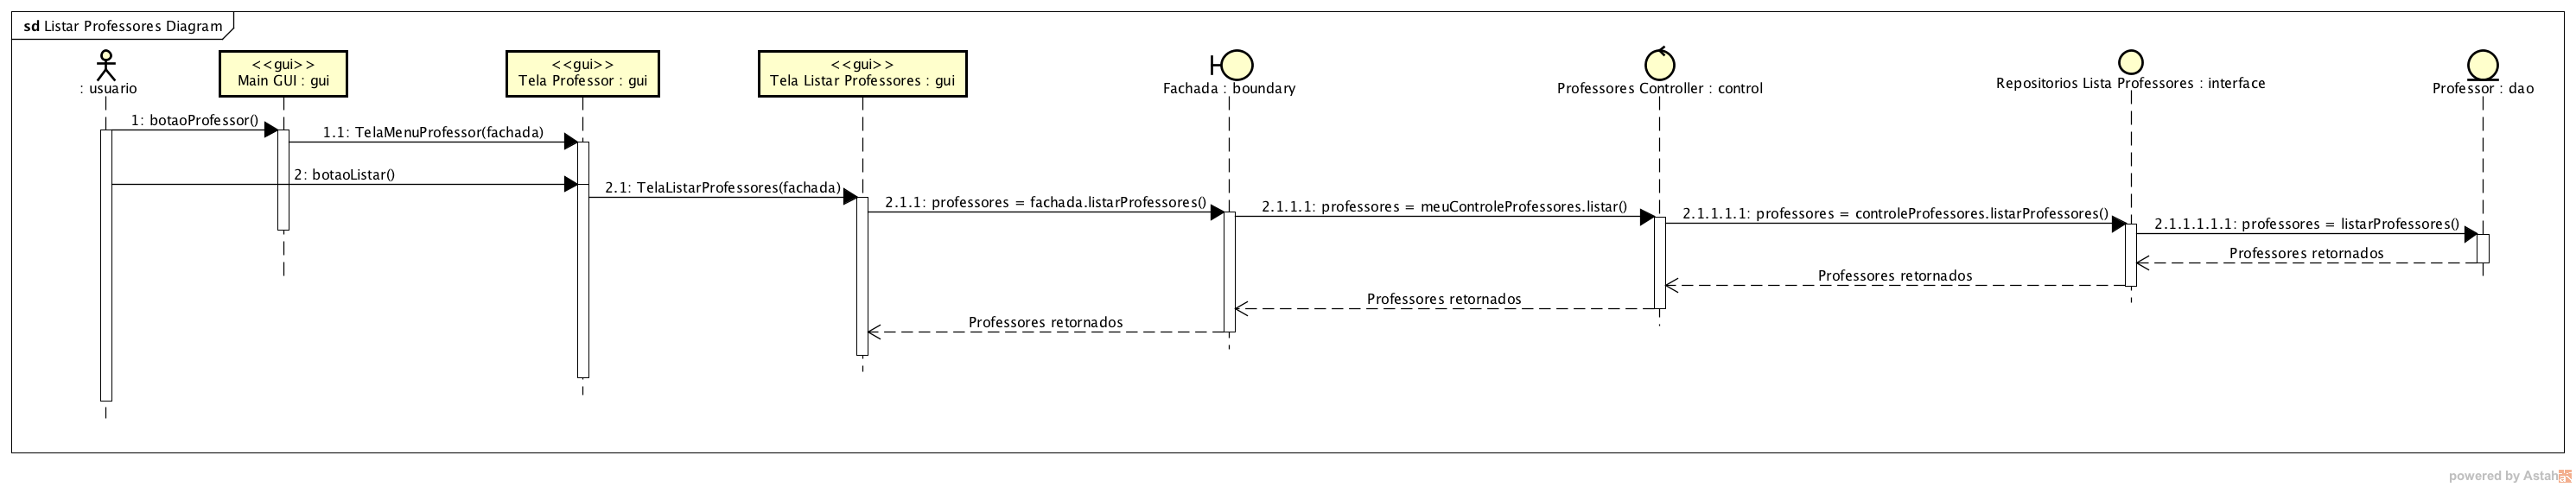 sd Listar Professores Diagram
: usuario
<<gui>>
Main GUI : gui
<<gui>>
Tela Professor : gui
<<gui>>
Tela Listar Professores : gui
Fachada : boundary
Professores Controller : control
Repositorios Lista Professores : interface
Professor : dao
1: botaoProfessor()
1.1: TelaMenuProfessor(fachada)
2: botaoListar()
2.1: TelaListarProfessores(fachada)
2.1.1: professores = fachada.listarProfessores()
2.1.1.1: professores = meuControleProfessores.listar()
2.1.1.1.1: professores = controleProfessores.listarProfessores()
2.1.1.1.1.1: professores = listarProfessores()
Professores retornados
Professores retornados
Professores retornados
Professores retornados
powered by Astah